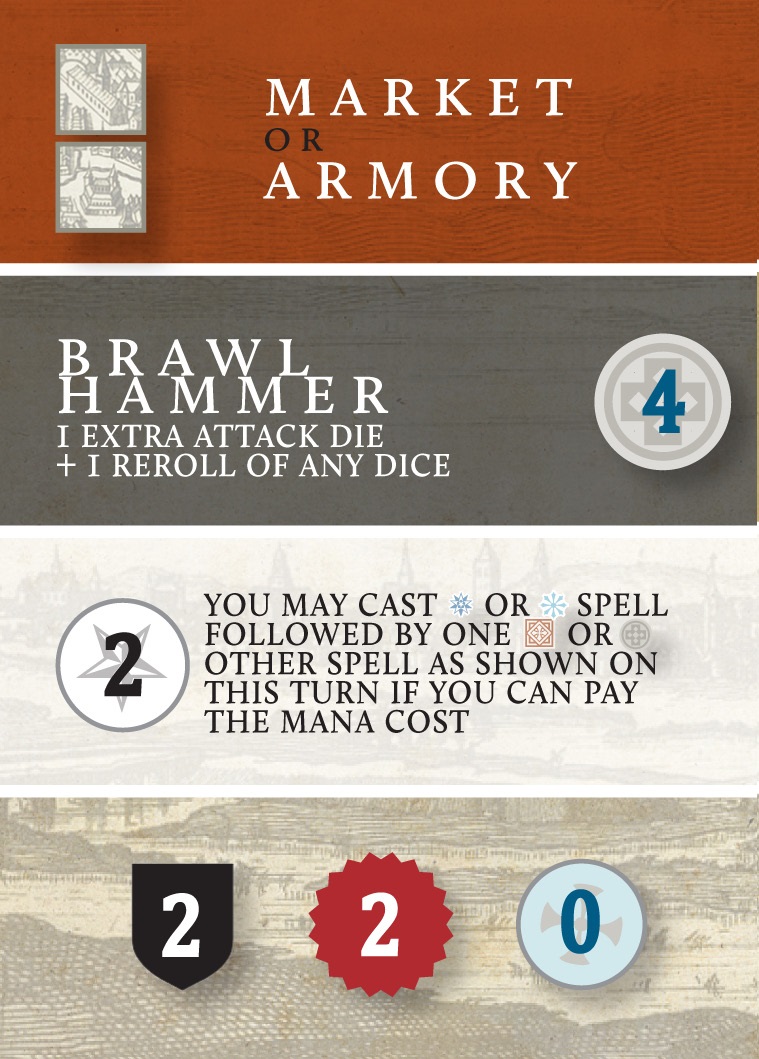 MARKET
OR
ARMORY
BRAWL
HAMMER
1 EXTRA ATTACK DIE
+ 1 REROLL OF ANY DICE
4
2
YOU MAY CAST OR SPELL
FOLLOWED BY ONE OR
OTHER SPELL AS SHOWN ON
THIS TURN IF YOU CAN PAY
THE MANA COST
2 2 0